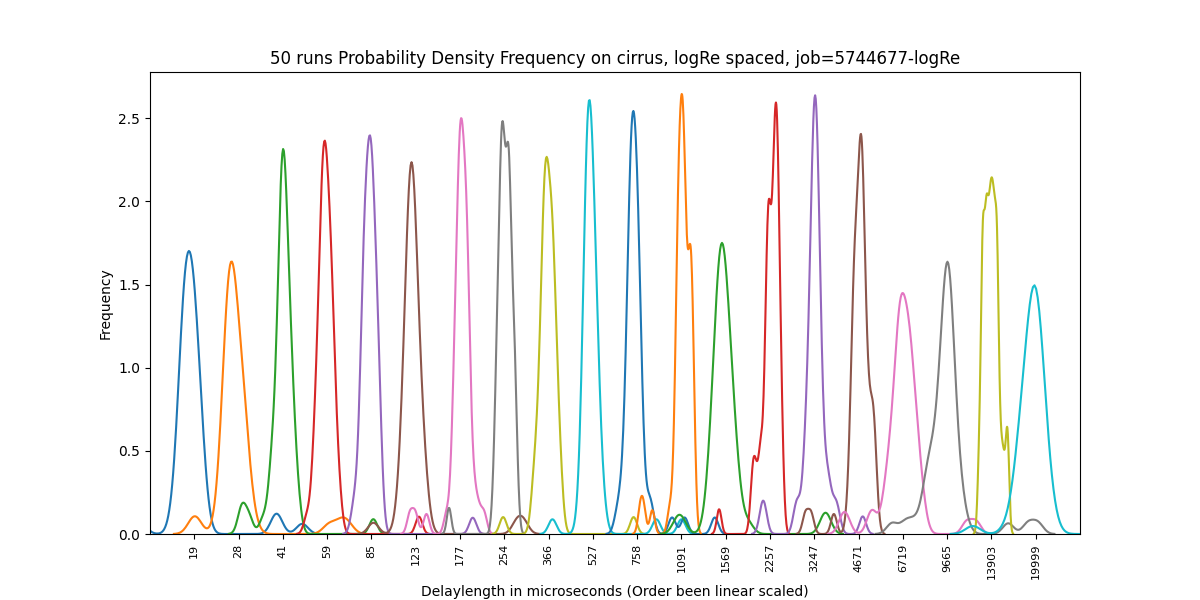 50 runs Probability Density Frequency on cirrus, logRe spaced, job=5744677-logRe
Frequency
2.5
2.0
1.5
1.0
0.5
0.0
19 28 41 59 85 123 177 254 366 527 758 1091 1569 2257 3247 4671 6719 9665 13903 19999
Delaylength in microseconds (Order been linear scaled)